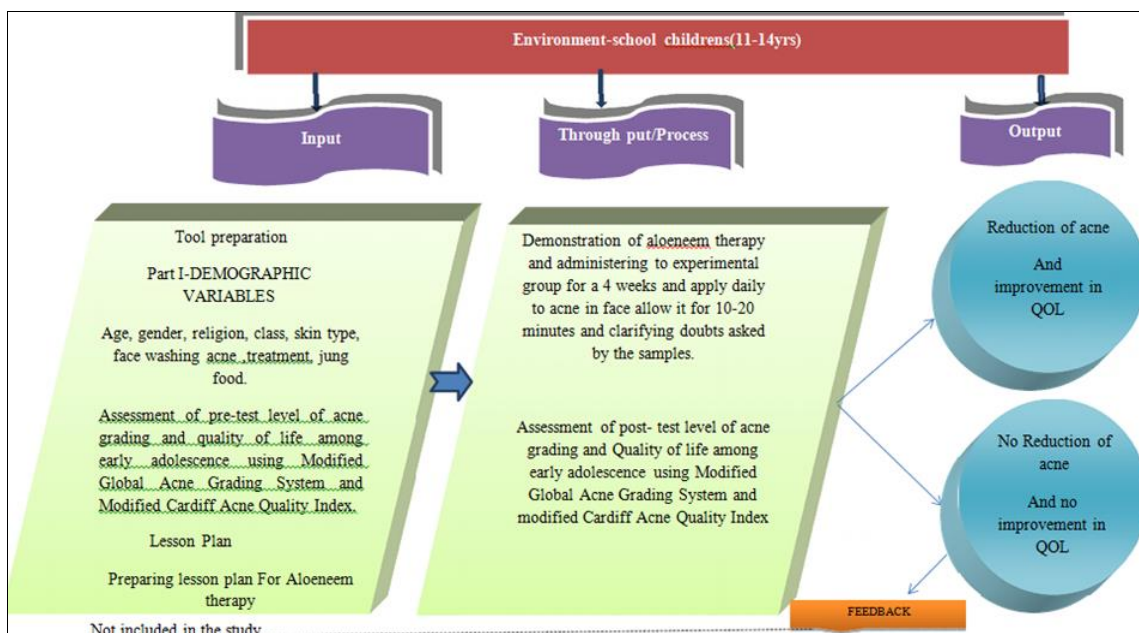 Environment-school childrens(11-14yrs)
Input
Through put/Process
Output
Tool preparation
Part I-DEMOGRAPHIC
VARIABLES
Age, gender, religion, class, skin type,
face washing acne ,treatment, jung
food.
Assessment of pre-test level of acne
grading and quality of life among
early adolescence using Modified
Global Acne Grading System and
Modified Cardiff Acne Quality Index.
Lesson Plan
Preparing lesson plan For Aloeneem
therapy
Demonstration of aloeneem therapy
and administering to experimental
group for a 4 weeks and apply daily
to acne in face allow it for 10-20
minutes and clarifying doubts asked
by the samples.
Assessment of post- test level of acne
grading and Quality of life among
early adolescence using Modified
Global Acne Grading System and
modified Cardiff Acne Quality Index
Reduction of acne
And
improvement in
QOL
No Reduction of
acne
And no
improvement in
QOL
FEEDBACK
Not included in the study